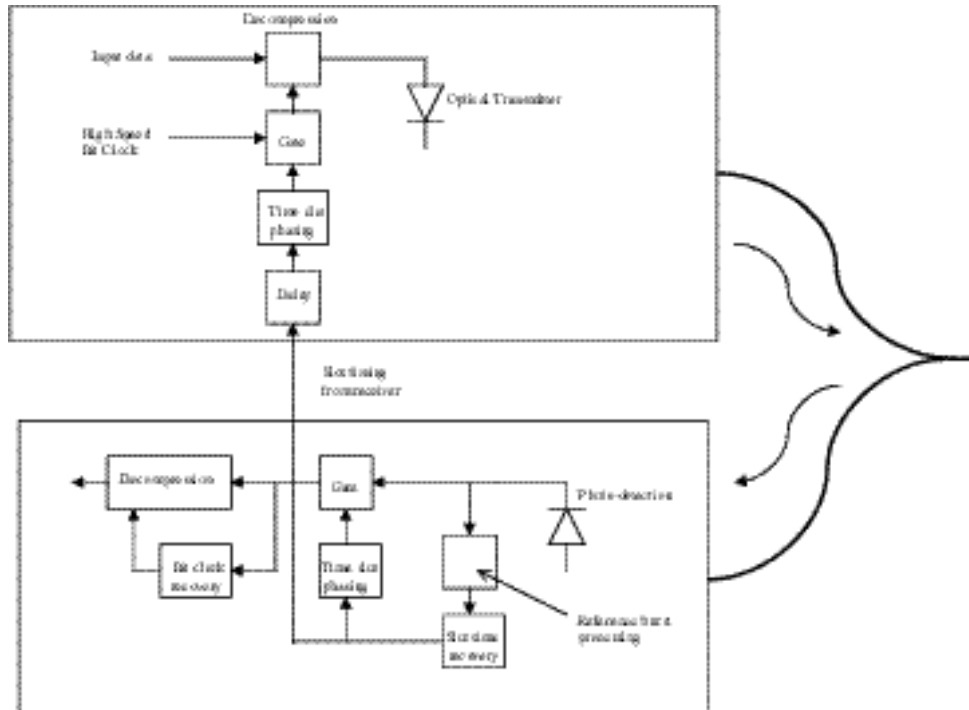 Decompression
Input data
Optical Transmitter
High Speed
Bit Clock
Gate
Time slot
phasing
Delay
Slot timing
from receiver
Decompression
Gate
Photo-detection
Bit clock
recovery
Time slot
phasing
Reference burst
processing
Slot time
recovery